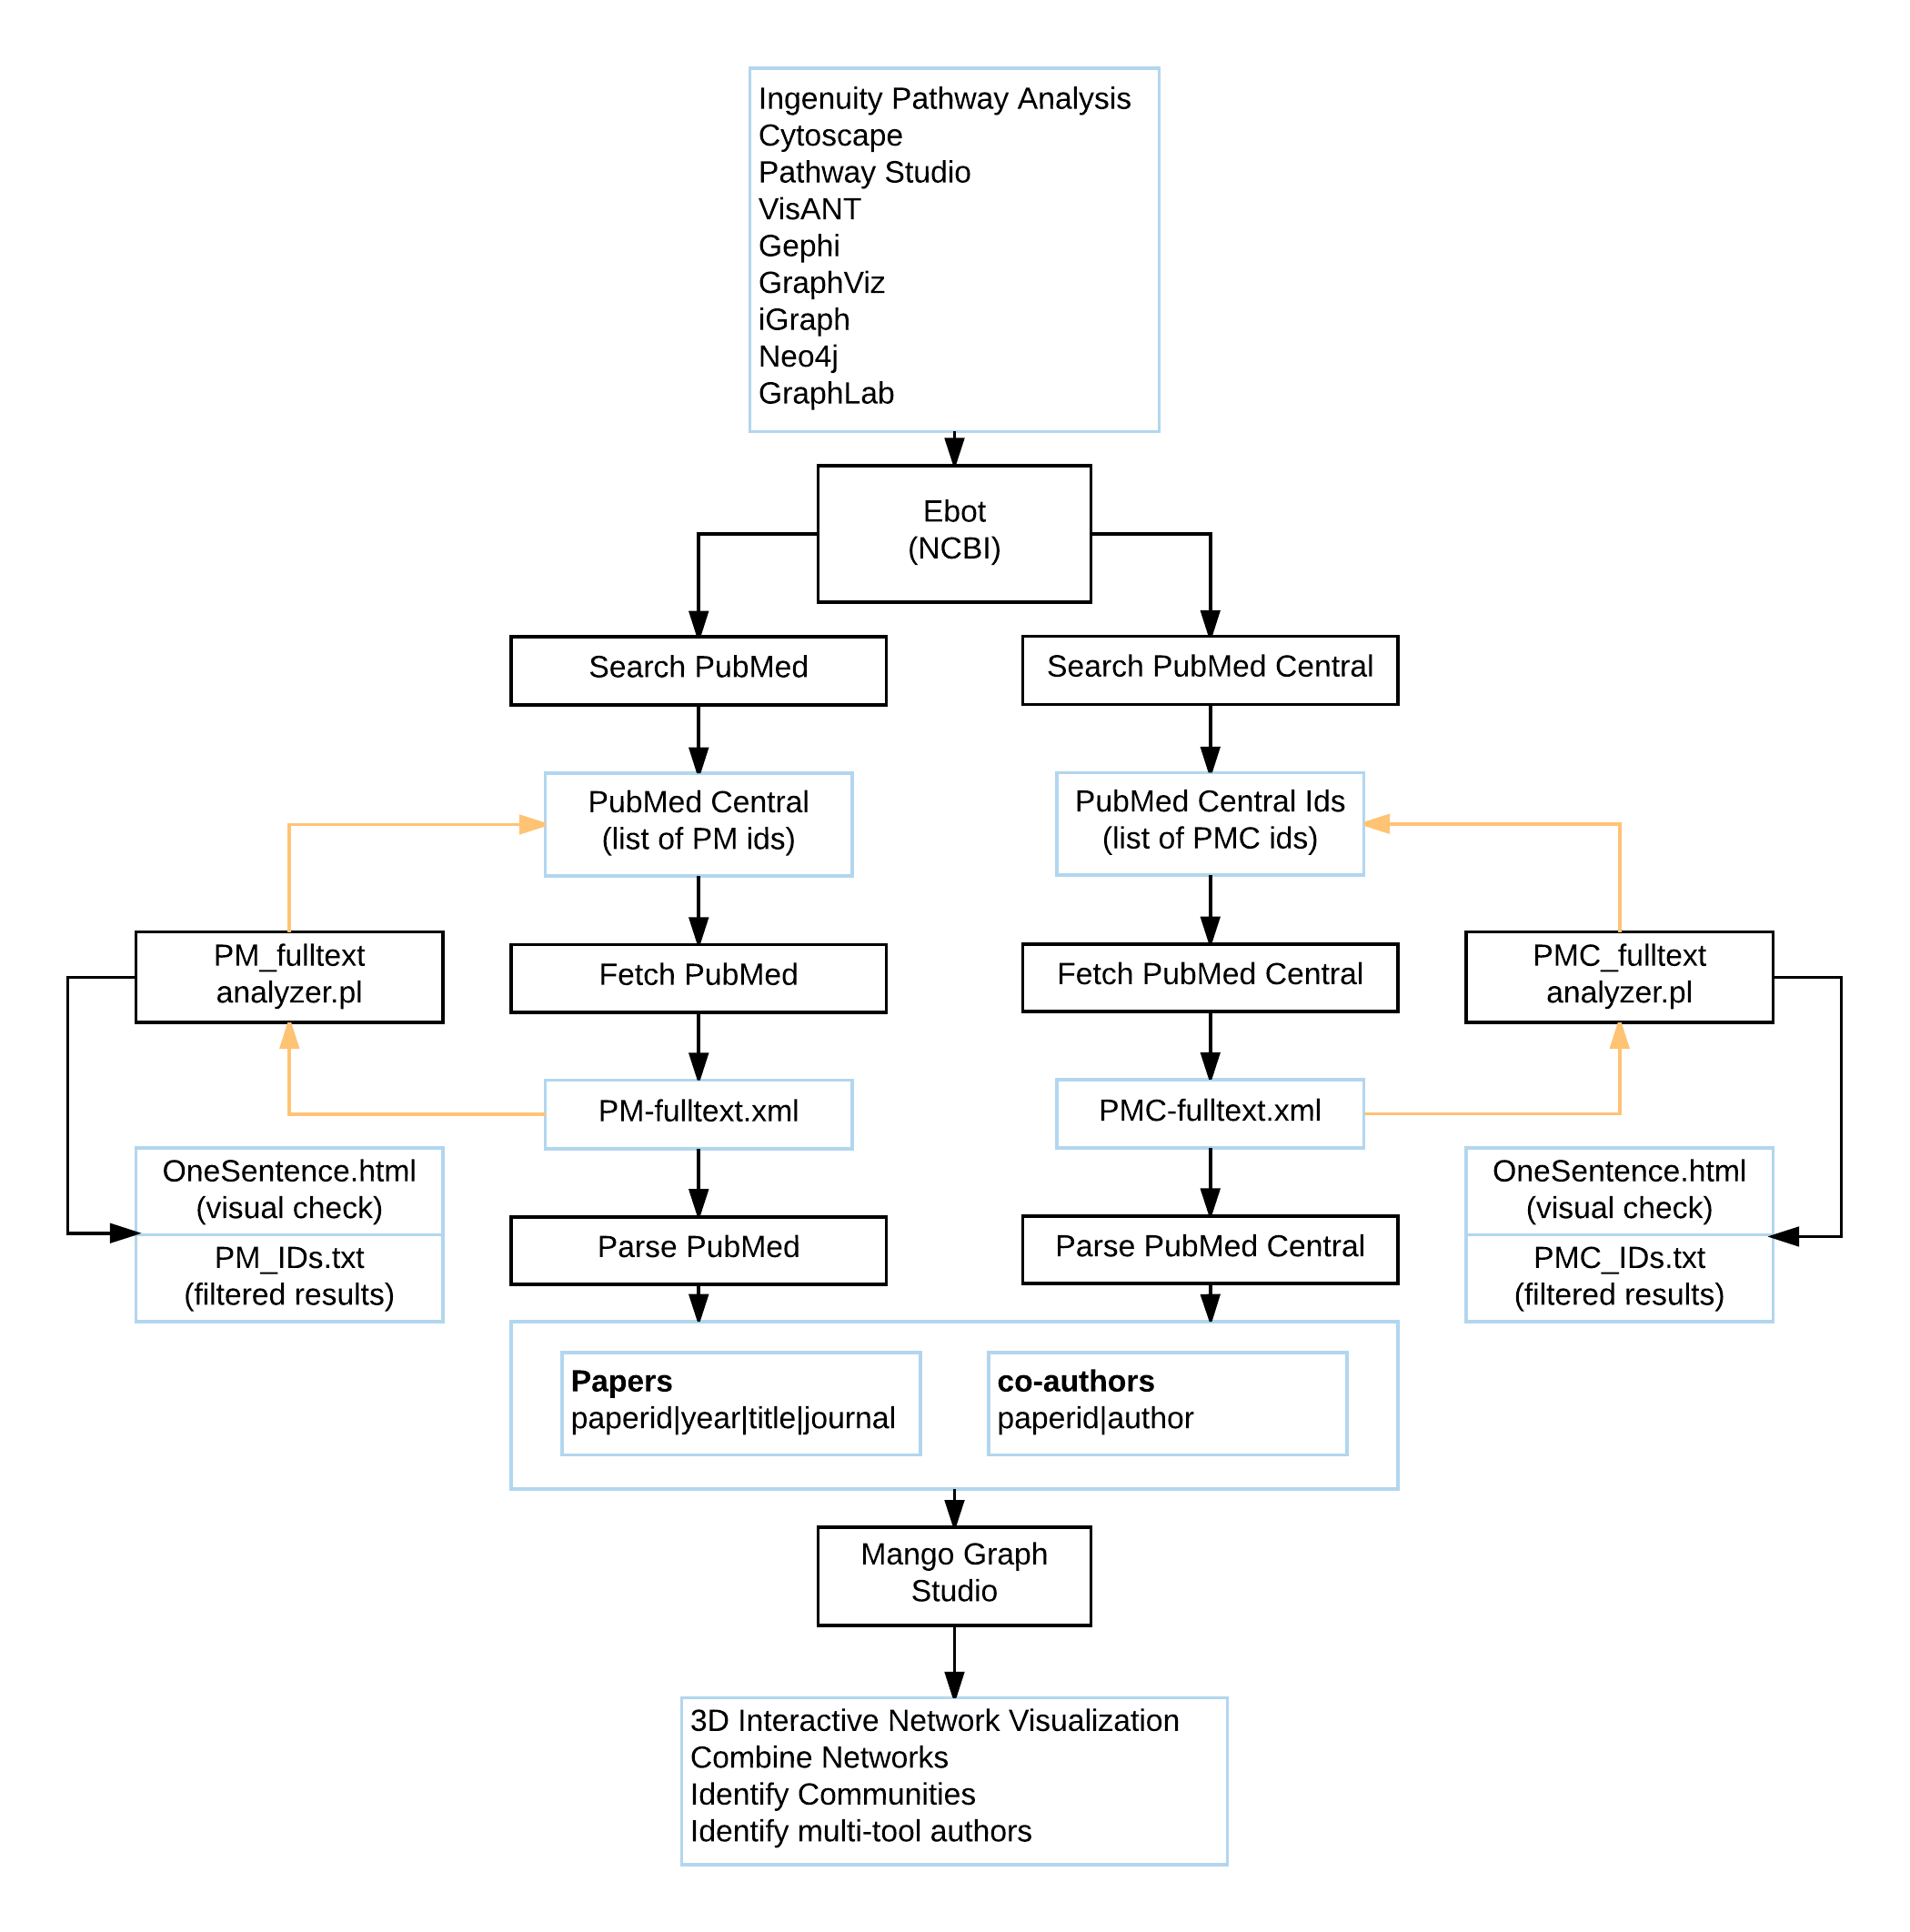 Ingenuity Pathway Analysis
Cytoscape
Pathway Studio
VisANT
Gephi
GraphViz
iGraph
Neo4j
GraphLab
Ebot
(NCBI)
Search PubMed
Search PubMed Central
PubMed Central
(list of PM ids)
PubMed Central Ids
(list of PMC ids)
PM_fulltext
analyzer.pl
Fetch PubMed
Fetch PubMed Central
PMC_fulltext
analyzer.pl
PM-fulltext.xml
PMC-fulltext.xml
OneSentence.html
(visual check)
PM_IDs.txt
(filtered results)
Parse PubMed
Parse PubMed Central
OneSentence.html
(visual check)
PMC_IDs.txt
(filtered results)
Papers
paperid|year|title|journal
co-authors
paperid|author
Mango Graph
Studio
3D Interactive Network Visualization
Combine Networks
Identify Communities
Identify multi-tool authors